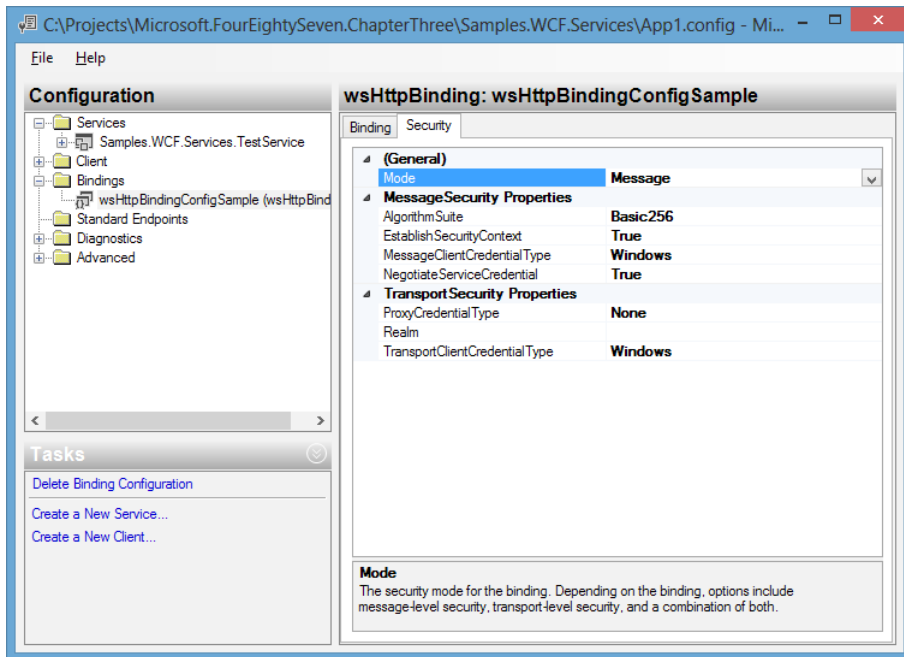 C:\Projects\Microsoft.FourEightySeven.ChapterThree\Samples.WCF.Services\App1.config - Mi...
File Help
Configuration
Services
Samples.WCF.Services.TestService
Client
Bindings
wsHttpBindingConfigSample (wsHttpBind
Standard Endpoints
Diagnostics
Advanced
Tasks
Delete Binding Configuration
Create a New Service...
Create a New Client...
wsHttpBinding: wsHttpBindingConfigSample
Binding Security
(General)
Mode Message
MessageSecurity Properties
AlgorithmSuite Basic256
EstablishSecurityContext True
MessageClientCredentialType Windows
NegotiateServiceCredential True
TransportSecurity Properties
ProxyCredentialType None
Realm
TransportClientCredentialType Windows
Mode
The security mode for the binding. Depending on the binding, options include
message-level security, transport-level security, and a combination of both.